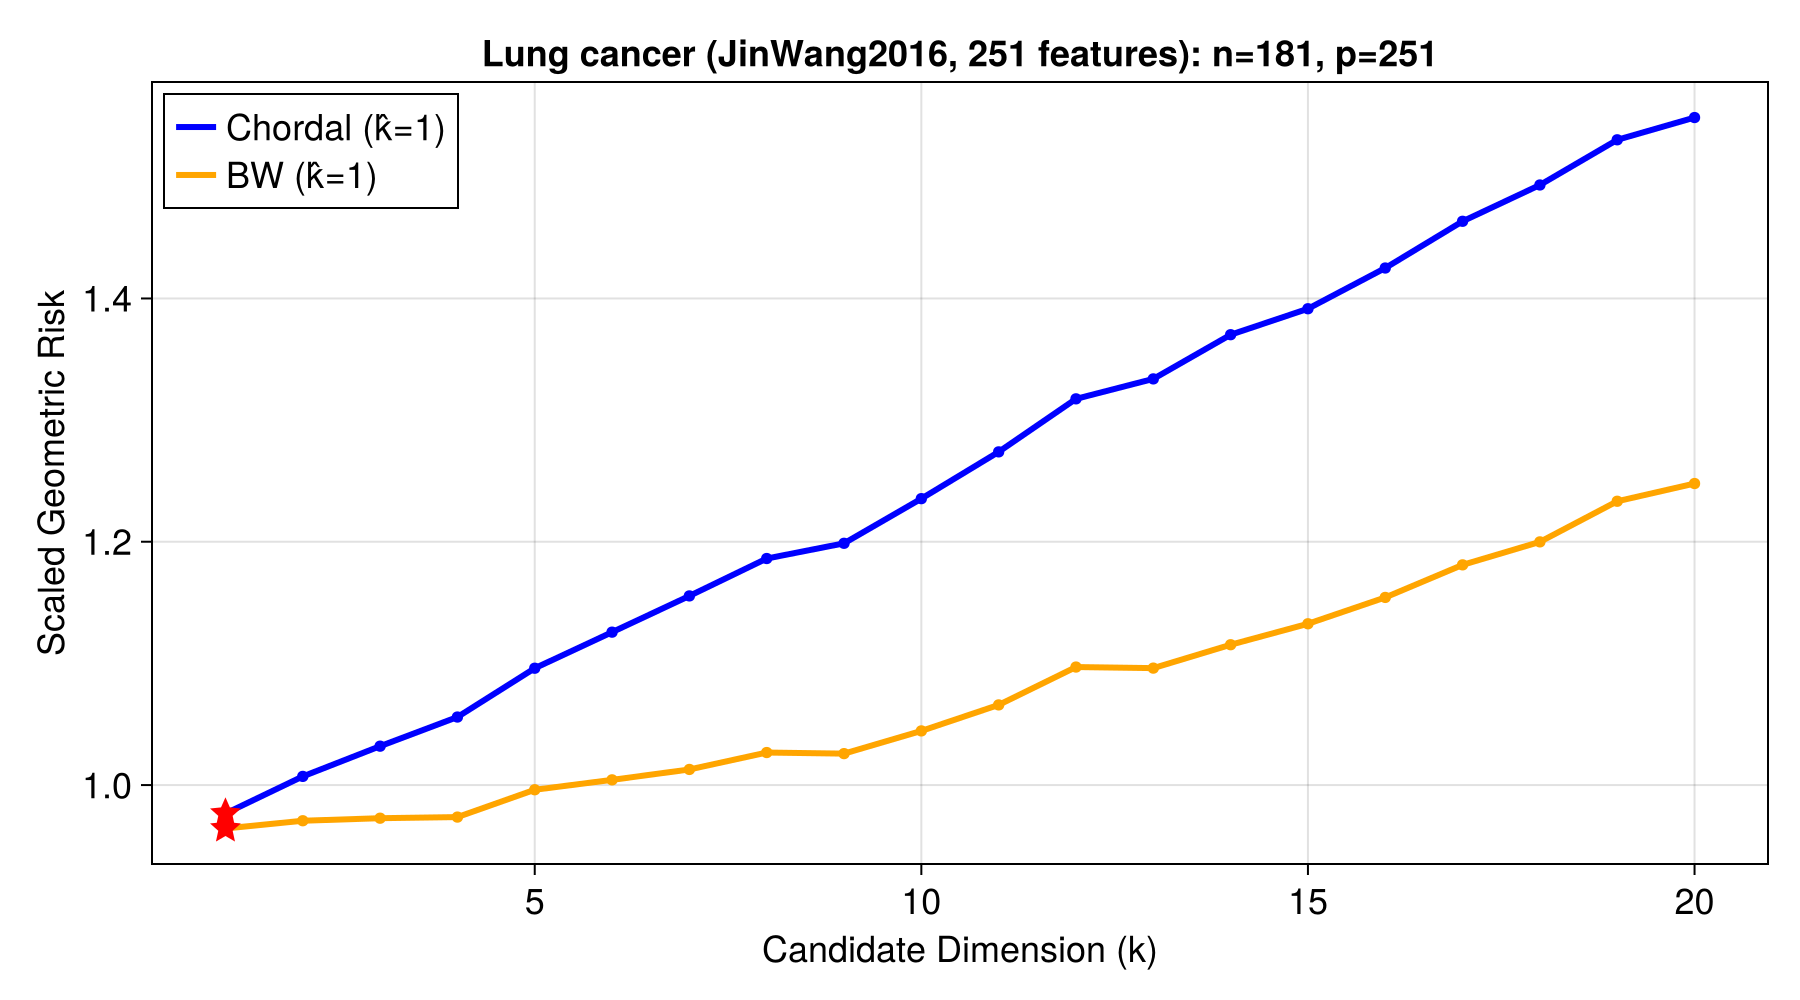 Lung cancer (JinWang2016, 251 features): n=181, p=251
Chordal (k̂=1)
BW (k̂=1)
Scaled Geometric Risk
1.4
1.2
1.0
5 10 15 20
Candidate Dimension (k)